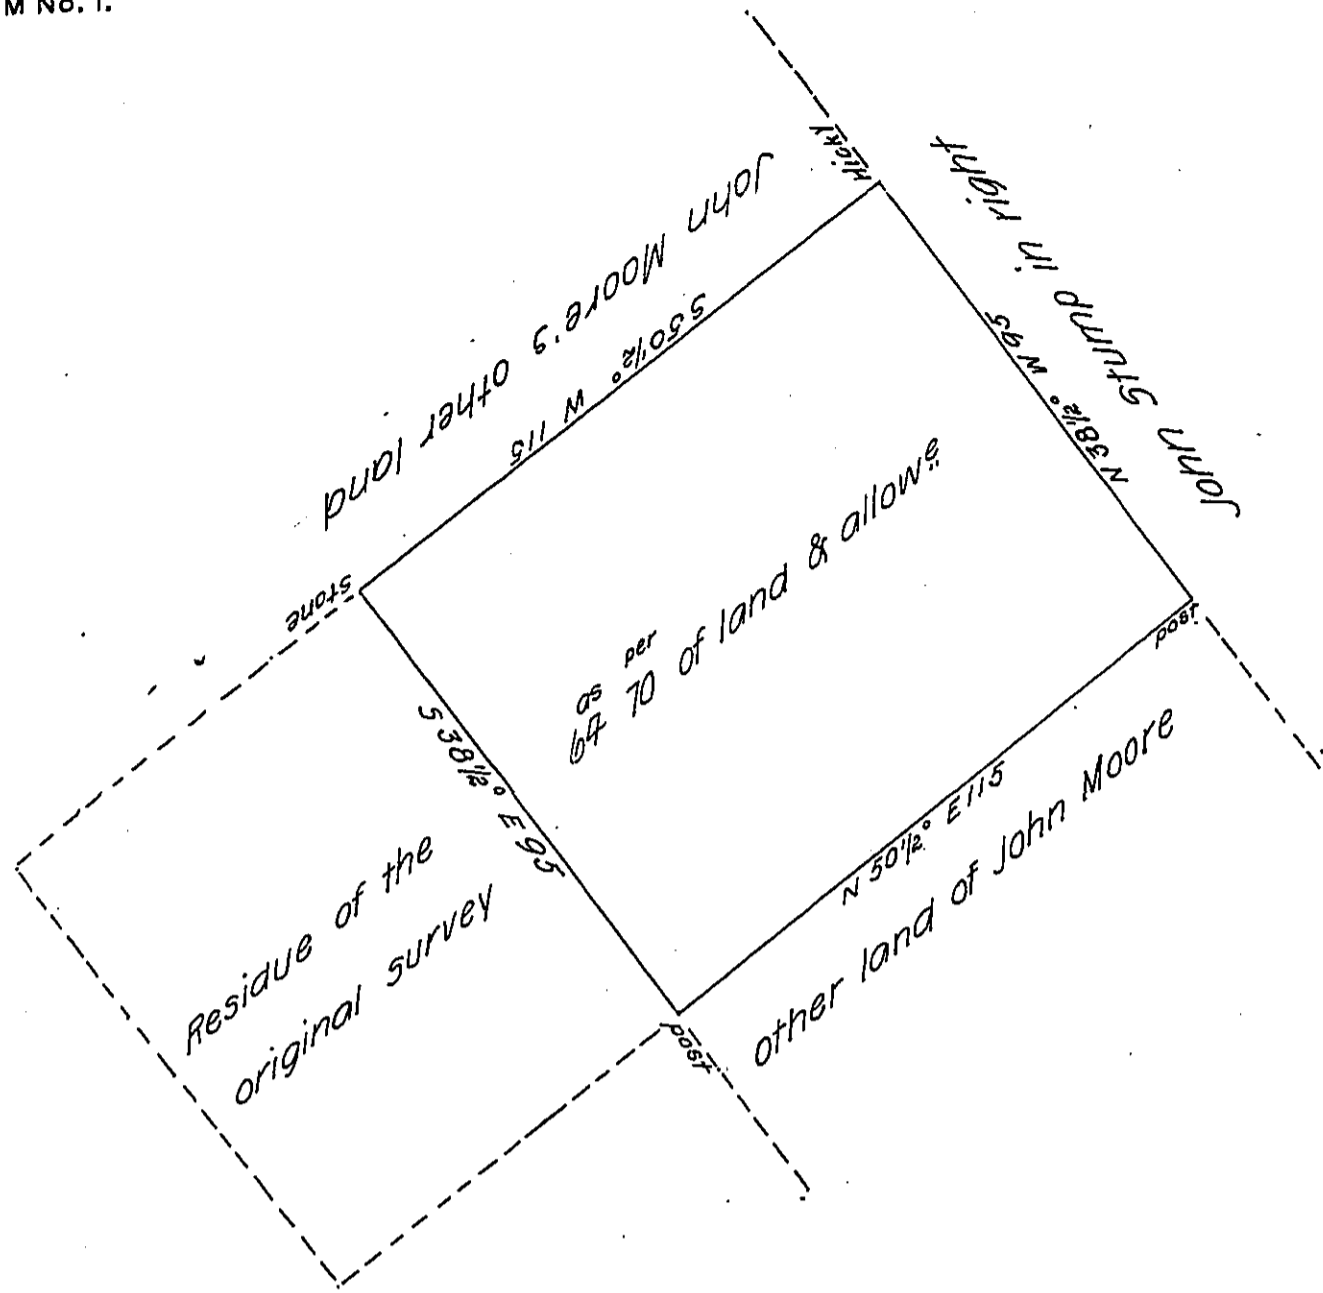 M No. 1.
Hicky
John Moore's other land
S 50½° W 115
John Stump in right
N 38½° W 95
Stone
as per
64 70 of land & allowe
S 38½° E 95
post
N 50½° E 115
other land of John Moore
Residue of the
original survey
post